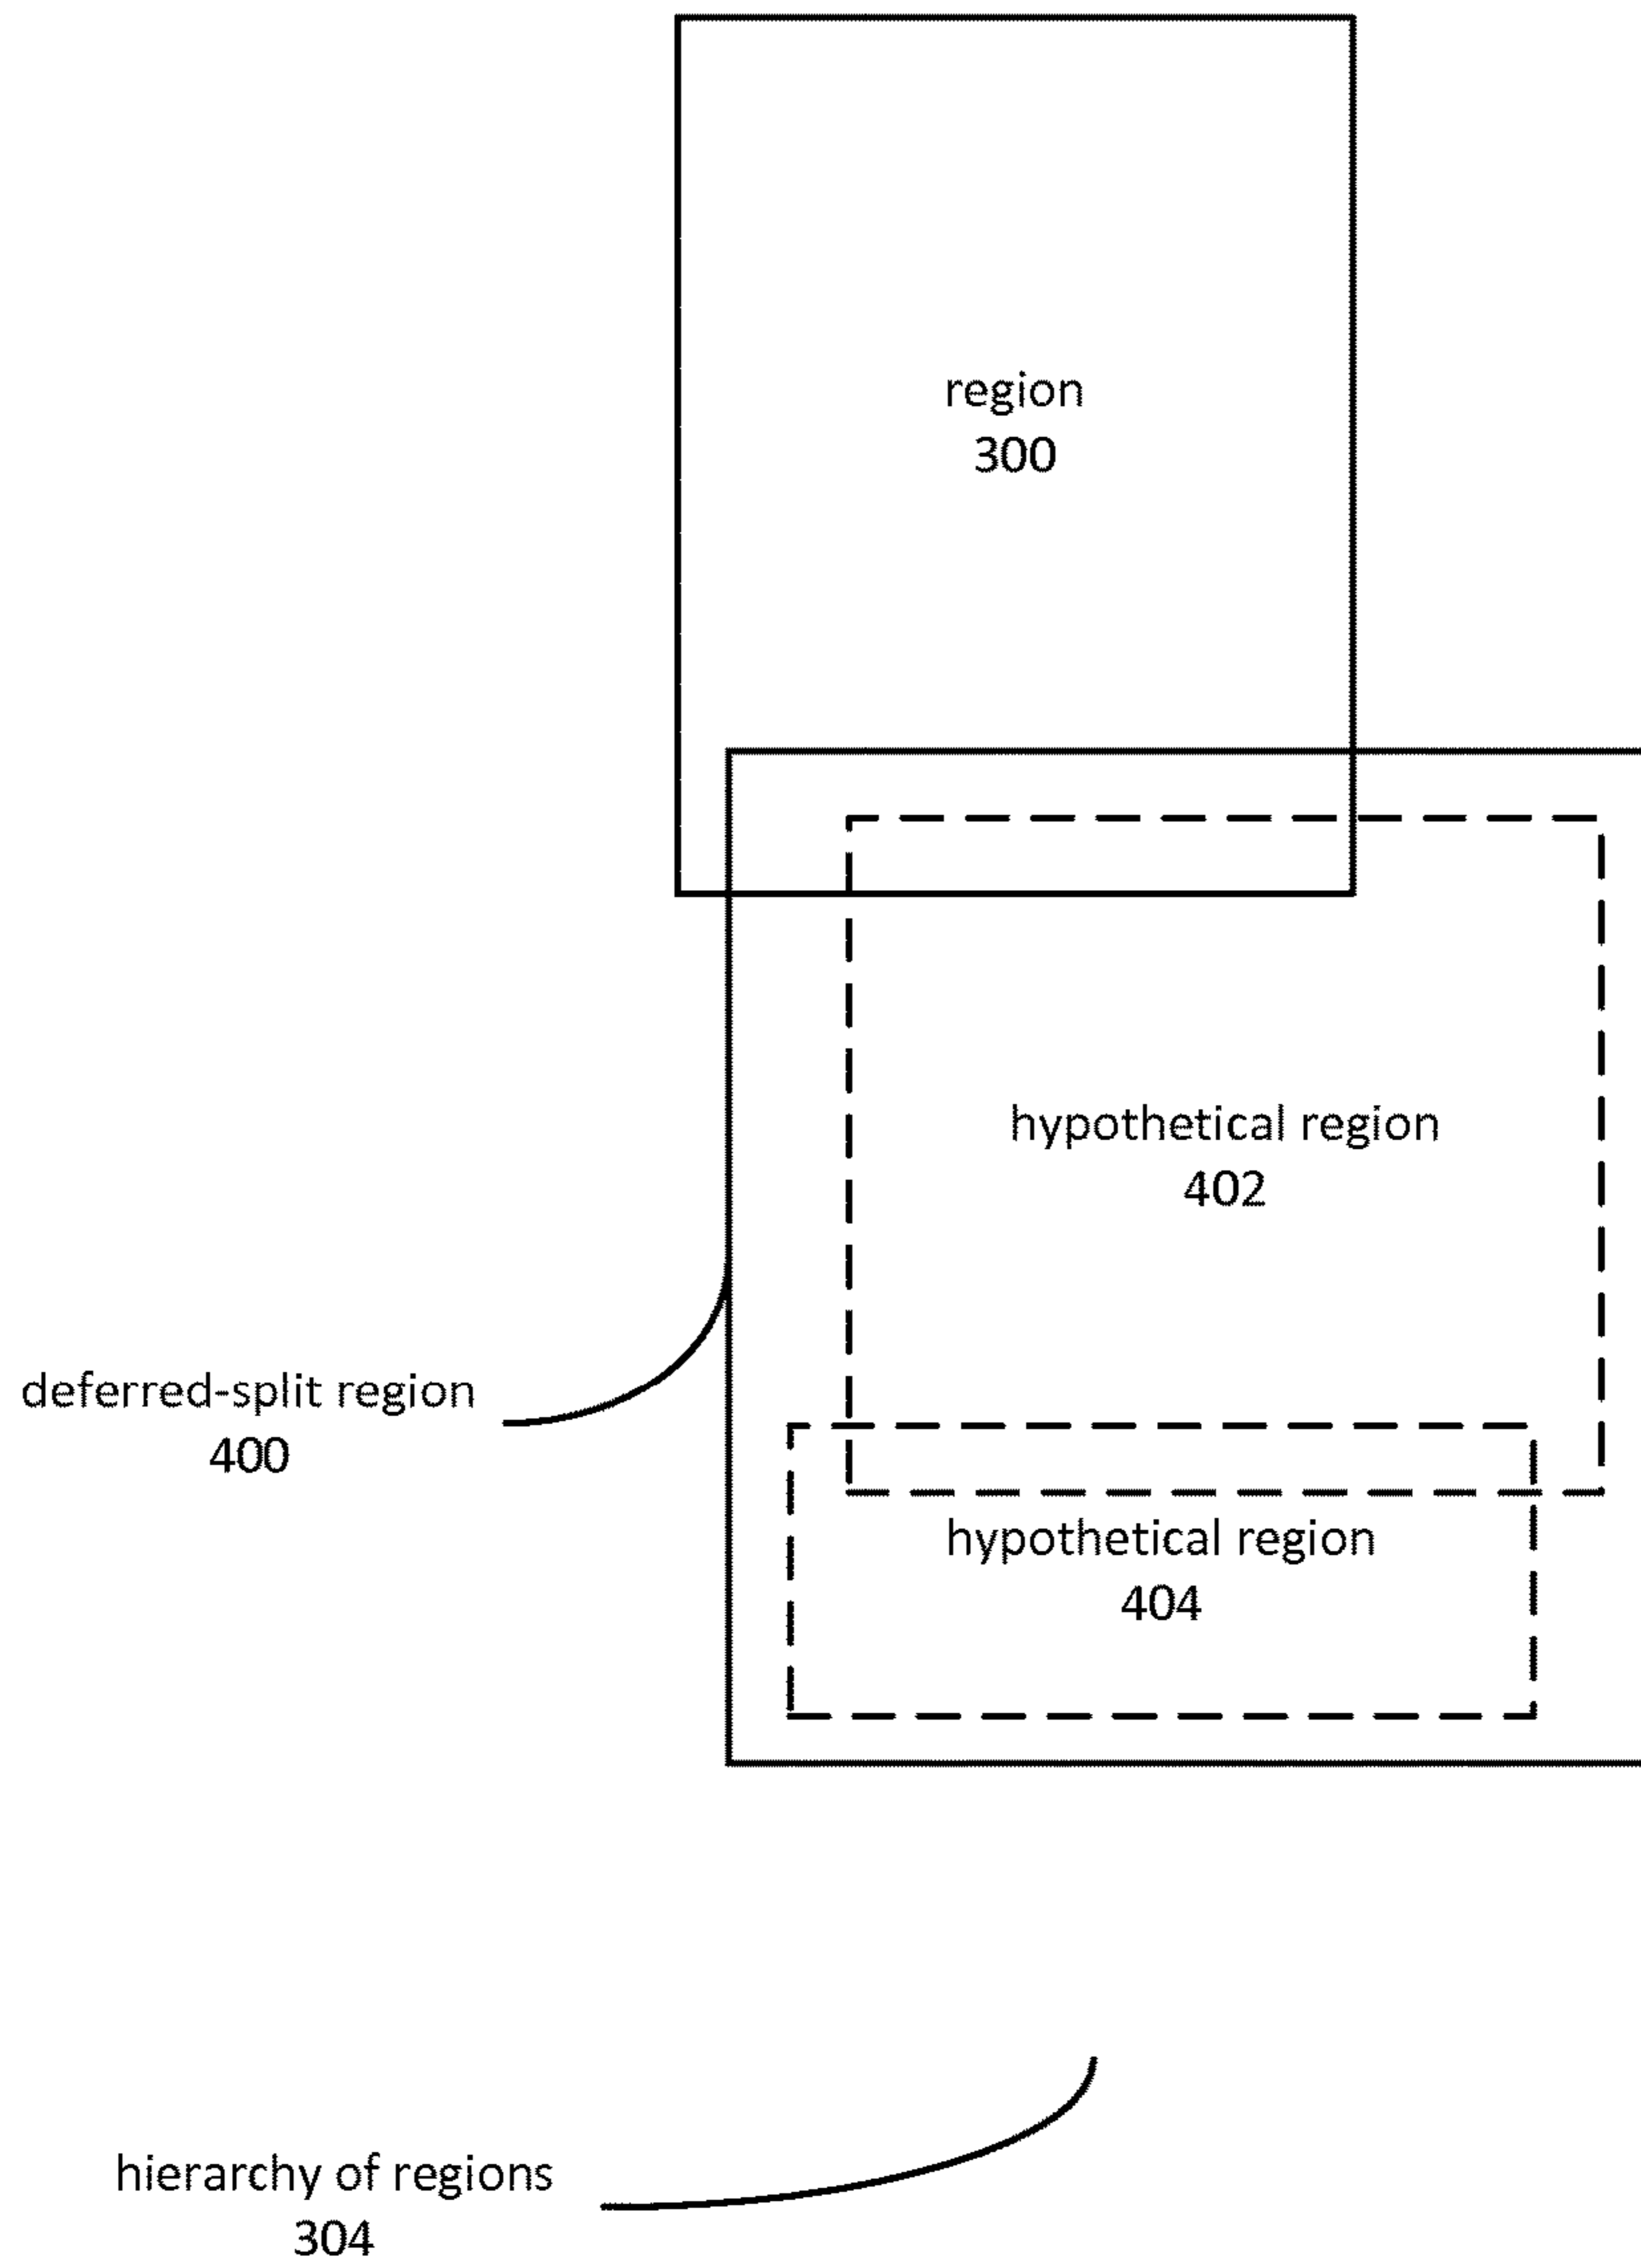 region
300
hypothetical region
402
deferred-split region
400
hypothetical region
404
hierarchy of regions
304